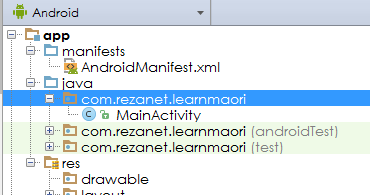 Android
app
manifests
AndroidManifest.xml
java
com.rezanet.learnmaori
MainActivity
com.rezanet.learnmaori (androidTest)
com.rezanet.learnmaori (test)
res
drawable
layout